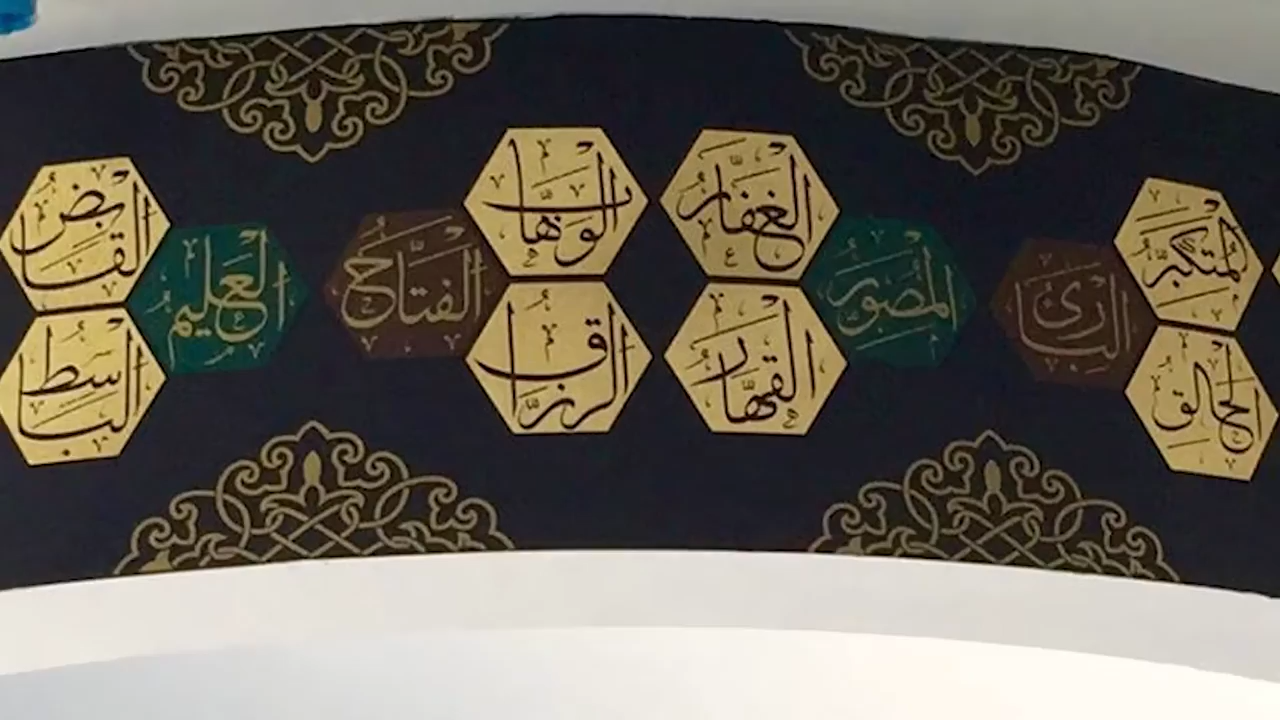 المتكبر
الخالق
البارئ
المصور
الغفار
القهار
الوهاب
الرزاق
الفتاح
العليم
القابض
الباسط